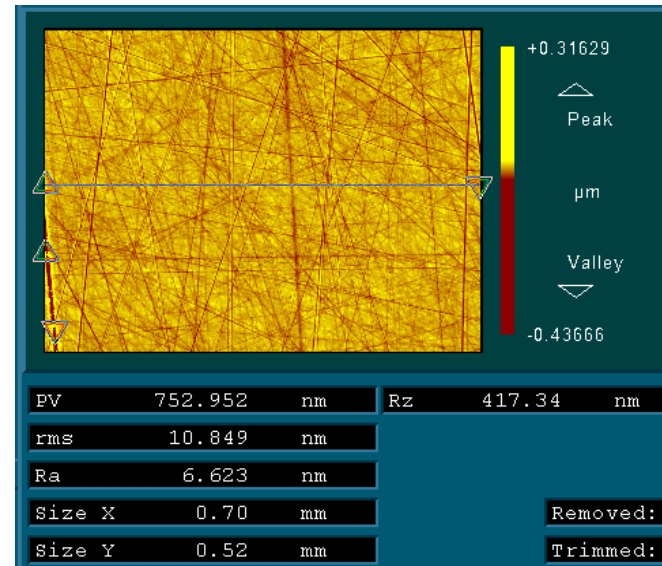 +0.31629
Peak
µm
Valley
-0.43666
PV 752.952 nm Rz 417.34 nm
rms 10.849 nm
Ra 6.623 nm
Size X 0.70 mm Removed:
Size Y 0.52 mm Trimmed: